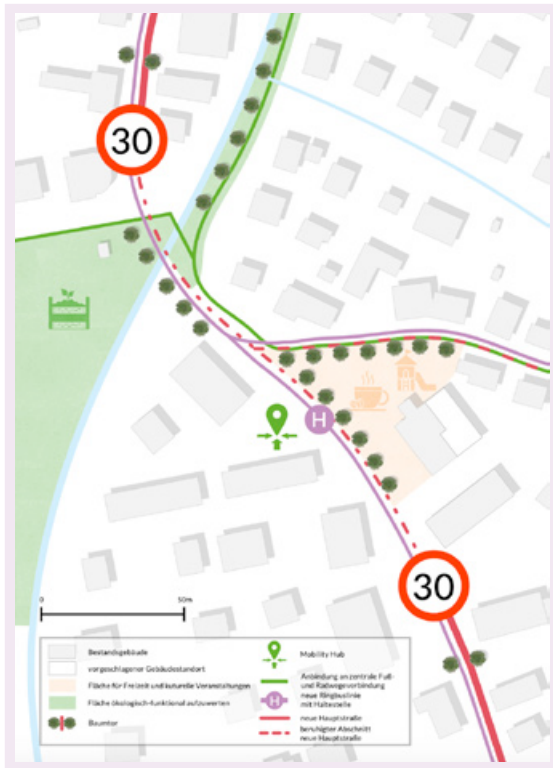 30
H
30
0
50m
Bestandsgebäude
vorgeschlagener Gebäudestandort
Fläche für Freizeit und kulturelle Veranstaltungen
Fläche ökologisch-funktional aufzuwerten
Baumtor
Mobility Hub
Anbindung an zentrale Fuß-
und Radwegeverbindung
H
neue Ringbuslinie
mit Haltestelle
neue Hauptstraße
beruhigter Abschnitt
neue Hauptstraße